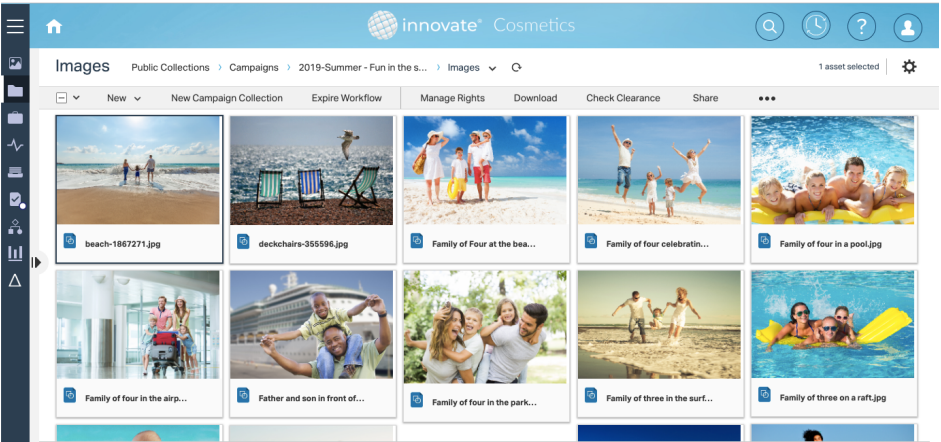 innovate® Cosmetics
?
Images Public Collections › Campaigns › 2019-Summer - Fun in the s... › Images
1 asset selected
New New Campaign Collection Expire Workflow Manage Rights Download Check Clearance Share •••
beach-1867271.jpg
deckchairs-355596.jpg
Family of Four at the bea...
Family of four celebratin...
Family of four in a pool.jpg
Family of four in the airp...
Father and son in front of...
Family of four in the park...
Family of three in the surf...
Family of three on a raft.jpg